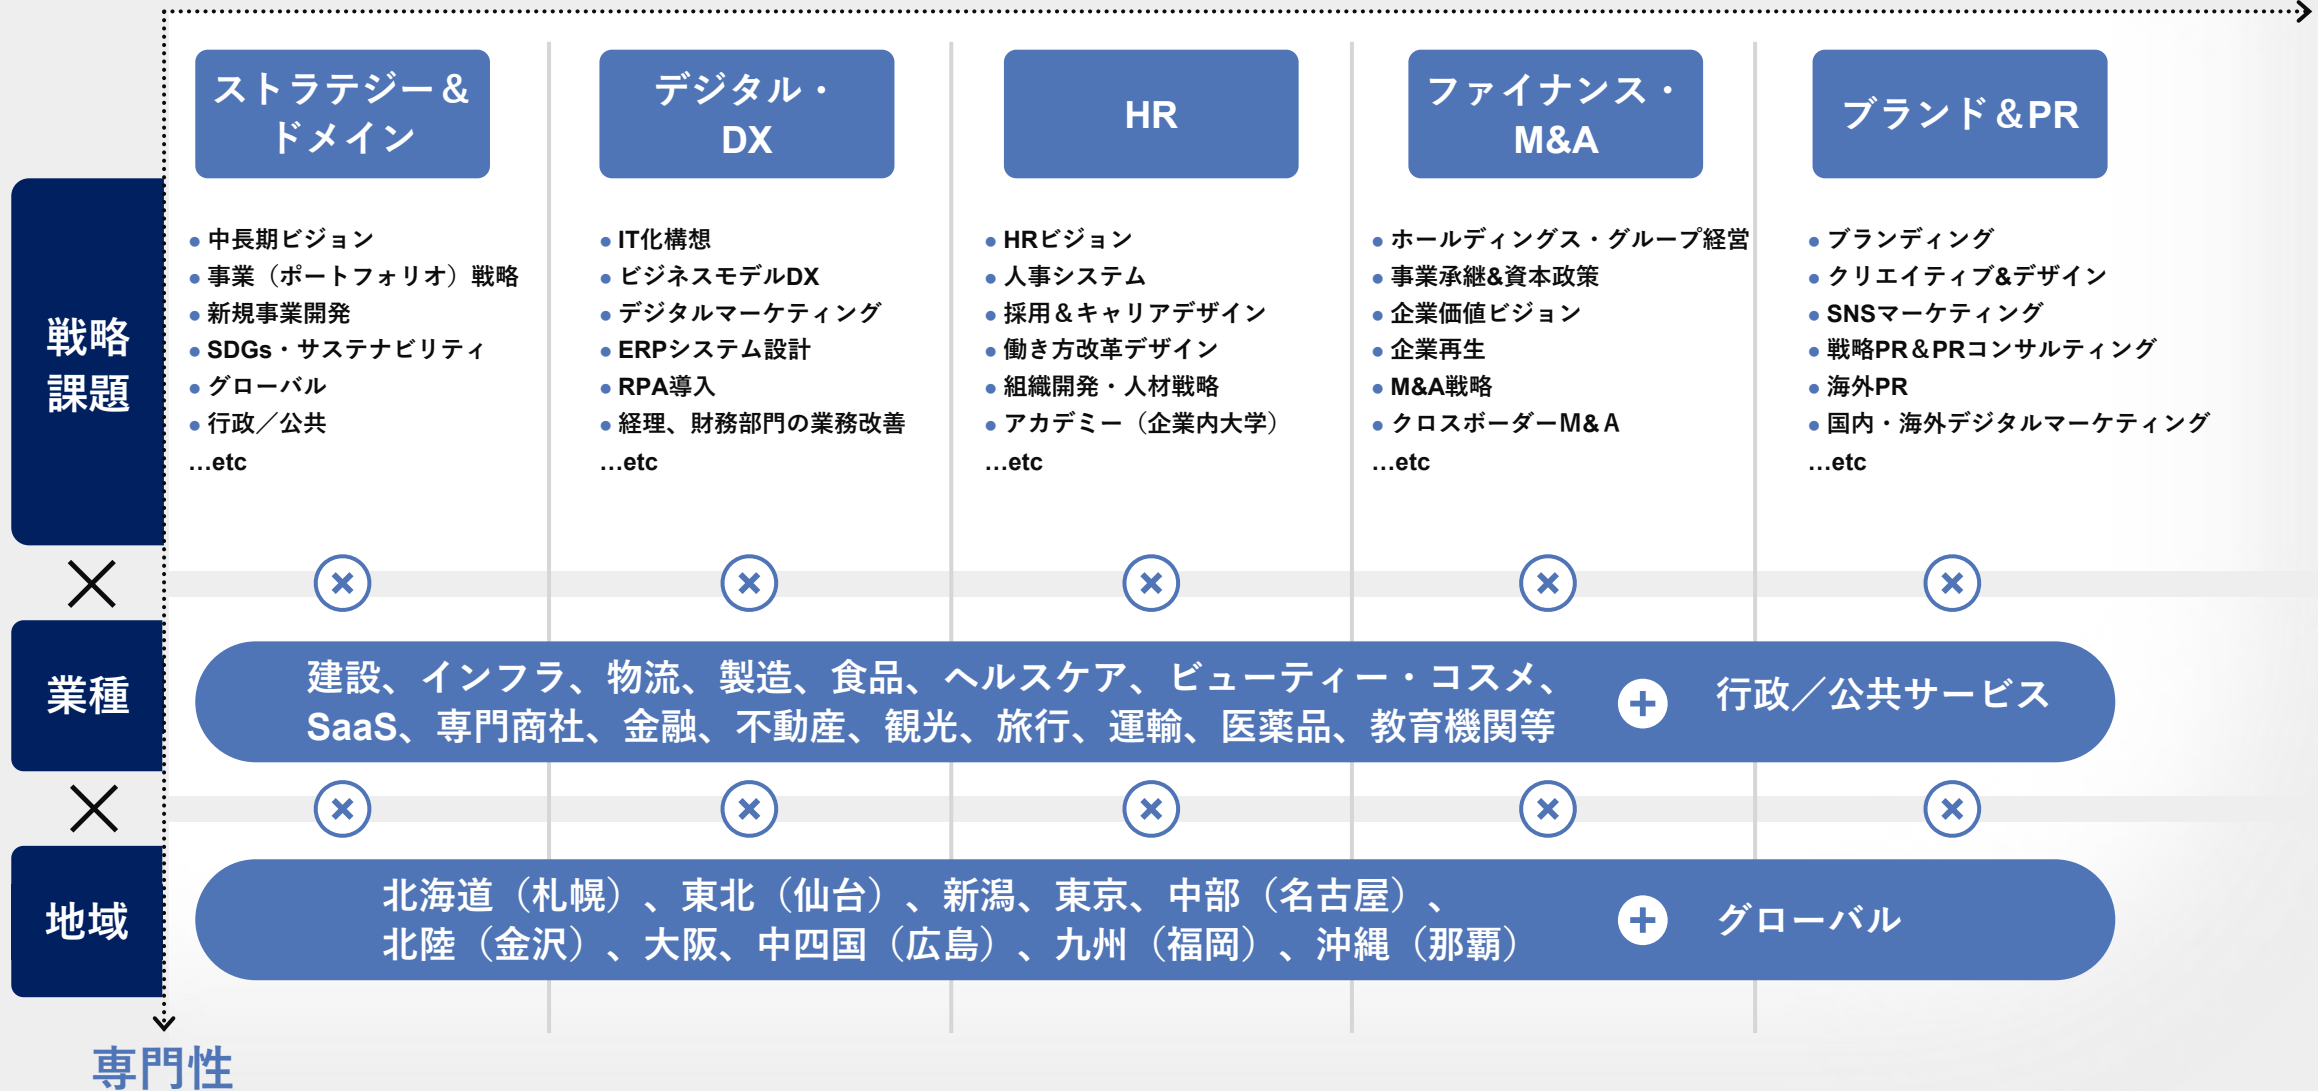 ストラテジー＆
ドメイン
デジタル・
DX
HR
ファイナンス・
M&A
ブランド＆PR
戦略
課題
● 中長期ビジョン
● 事業（ポートフォリオ）戦略
● 新規事業開発
● SDGs・サステナビリティ
● グローバル
● 行政／公共
…etc
● IT化構想
● ビジネスモデルDX
● デジタルマーケティング
● ERPシステム設計
● RPA導入
● 経理、財務部門の業務改善
…etc
● HRビジョン
● 人事システム
● 採用＆キャリアデザイン
● 働き方改革デザイン
● 組織開発・人材戦略
● アカデミー（企業内大学）
…etc
● ホールディングス・グループ経営
● 事業承継&資本政策
● 企業価値ビジョン
● 企業再生
● M&A戦略
● クロスボーダーM&A
…etc
● ブランディング
● クリエイティブ&デザイン
● SNSマーケティング
● 戦略PR＆PRコンサルティング
● 海外PR
● 国内・海外デジタルマーケティング
…etc
業種
建設、インフラ、物流、製造、食品、ヘルスケア、ビューティー・コスメ、
SaaS、専門商社、金融、不動産、観光、旅行、運輸、医薬品、教育機関等
行政／公共サービス
地域
北海道（札幌）、東北（仙台）、新潟、東京、中部（名古屋）、
北陸（金沢）、大阪、中四国（広島）、九州（福岡）、沖縄（那覇）
グローバル
専門性